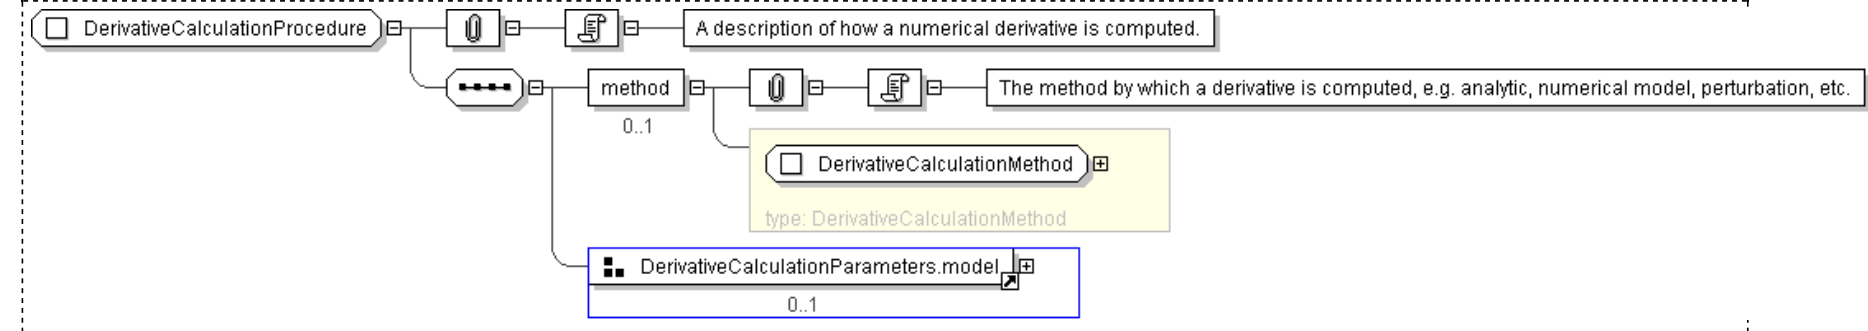 DerivativeCalculationProcedure
A description of how a numerical derivative is computed.
method
The method by which a derivative is computed, e.g. analytic, numerical model, perturbation, etc.
0..1
DerivativeCalculationMethod
type: DerivativeCalculationMethod
DerivativeCalculationParameters.model
0..1